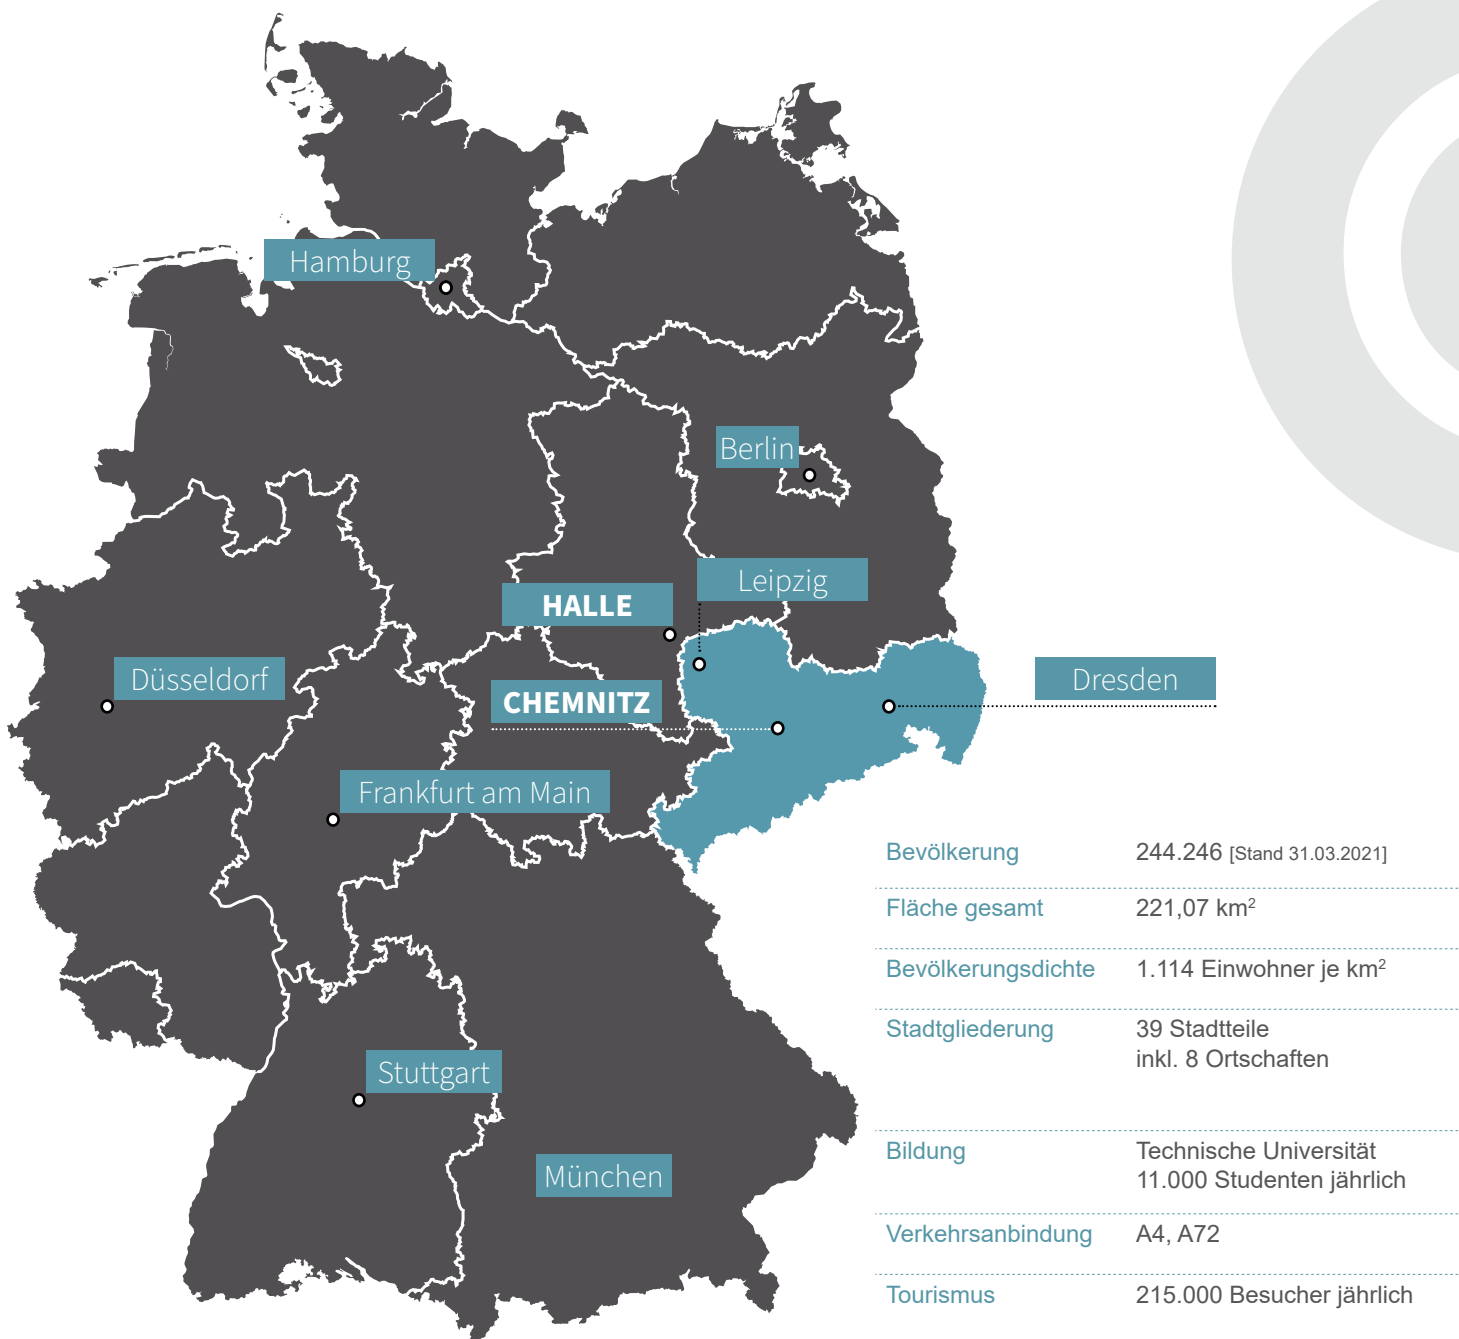 Hamburg
Berlin
Leipzig
HALLE
Düsseldorf
Dresden
CHEMNITZ
Frankfurt am Main
Stuttgart
München
Bevölkerung 244.246 [Stand 31.03.2021]
Fläche gesamt 221,07 km²
Bevölkerungsdichte 1.114 Einwohner je km²
Stadtgliederung 39 Stadtteile
inkl. 8 Ortschaften
Bildung Technische Universität
11.000 Studenten jährlich
Verkehrsanbindung A4, A72
Tourismus 215.000 Besucher jährlich